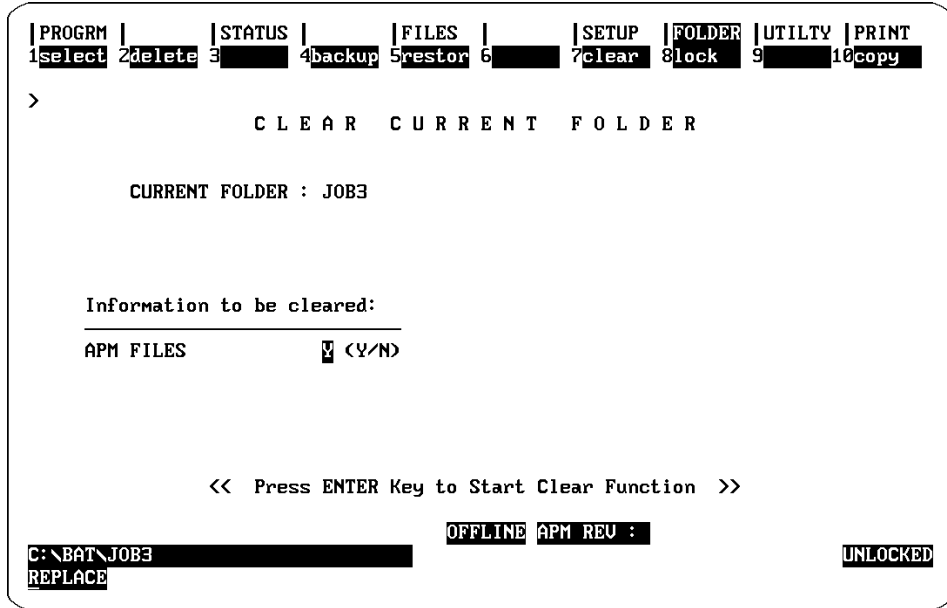 |PROGRM | |STATUS | |FILES | |SETUP |FOLDER |UTILTY |PRINT
1select 2delete 3 4backup 5restor 6 7clear 8lock 9 10copy
>
C L E A R C U R R E N T F O L D E R
CURRENT FOLDER : JOB3
Information to be cleared:
APM FILES Y (Y/N)
<< Press ENTER Key to Start Clear Function >>
OFFLINE APM REV :
C:\BAT\JOB3 UNLOCKED
REPLACE